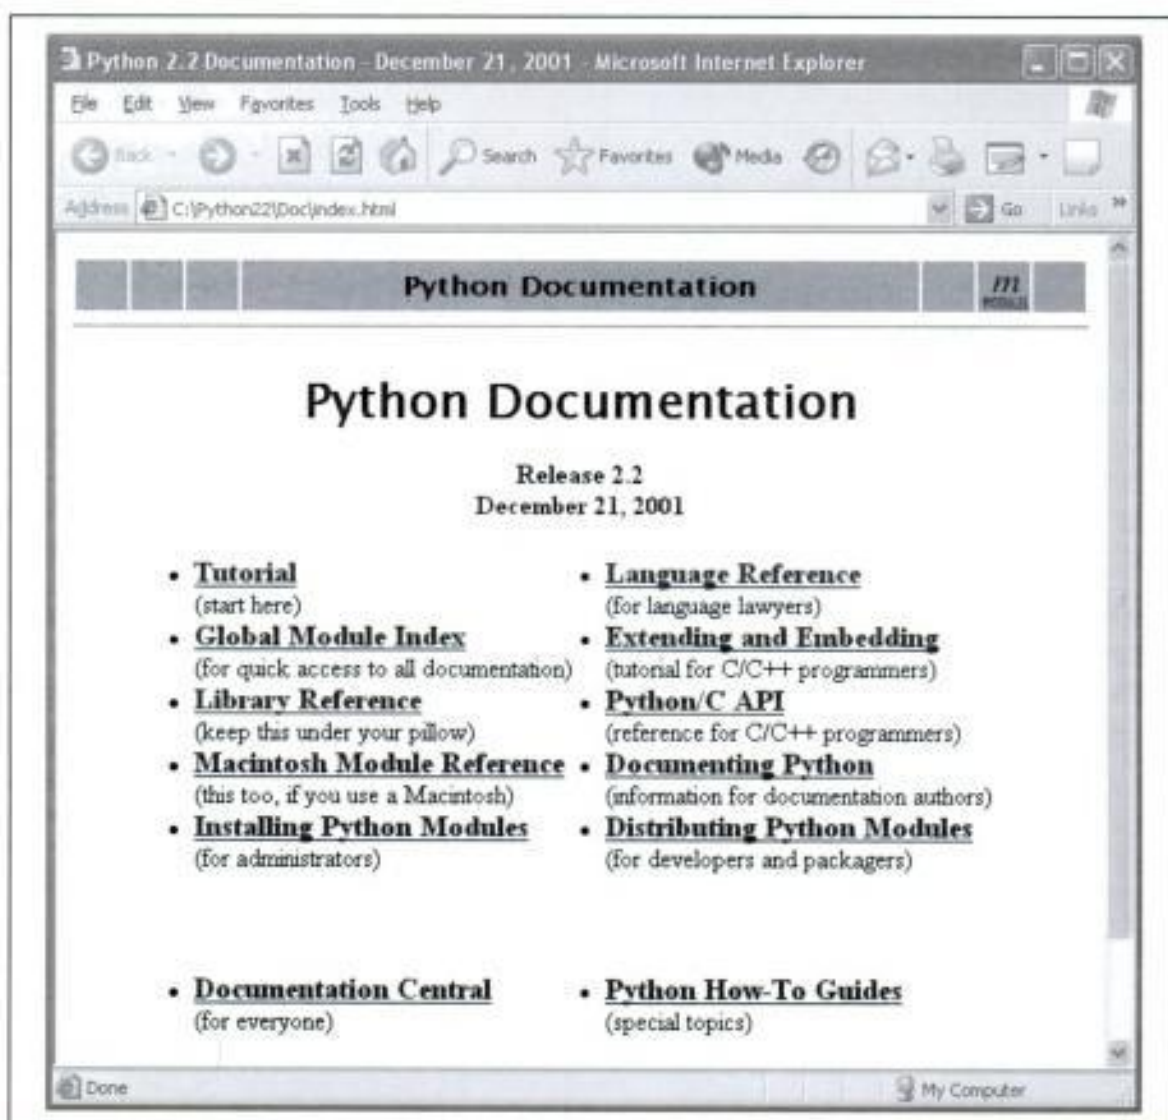 Python 2.2 Documentation - December 21, 2001 - Microsoft Internet Explorer
File Edit View Favorites Tools Help
Back Search Favorites Media
Address C:\Python22\Doc\index.html Go Links »
Python Documentation m
MODULES
Python Documentation
Release 2.2
December 21, 2001
• Tutorial
(start here)
• Global Module Index
(for quick access to all documentation)
• Library Reference
(keep this under your pillow)
• Macintosh Module Reference
(this too, if you use a Macintosh)
• Installing Python Modules
(for administrators)
• Language Reference
(for language lawyers)
• Extending and Embedding
(tutorial for C/C++ programmers)
• Python/C API
(reference for C/C++ programmers)
• Documenting Python
(information for documentation authors)
• Distributing Python Modules
(for developers and packagers)
• Documentation Central
(for everyone)
• Python How-To Guides
(special topics)
Done My Computer